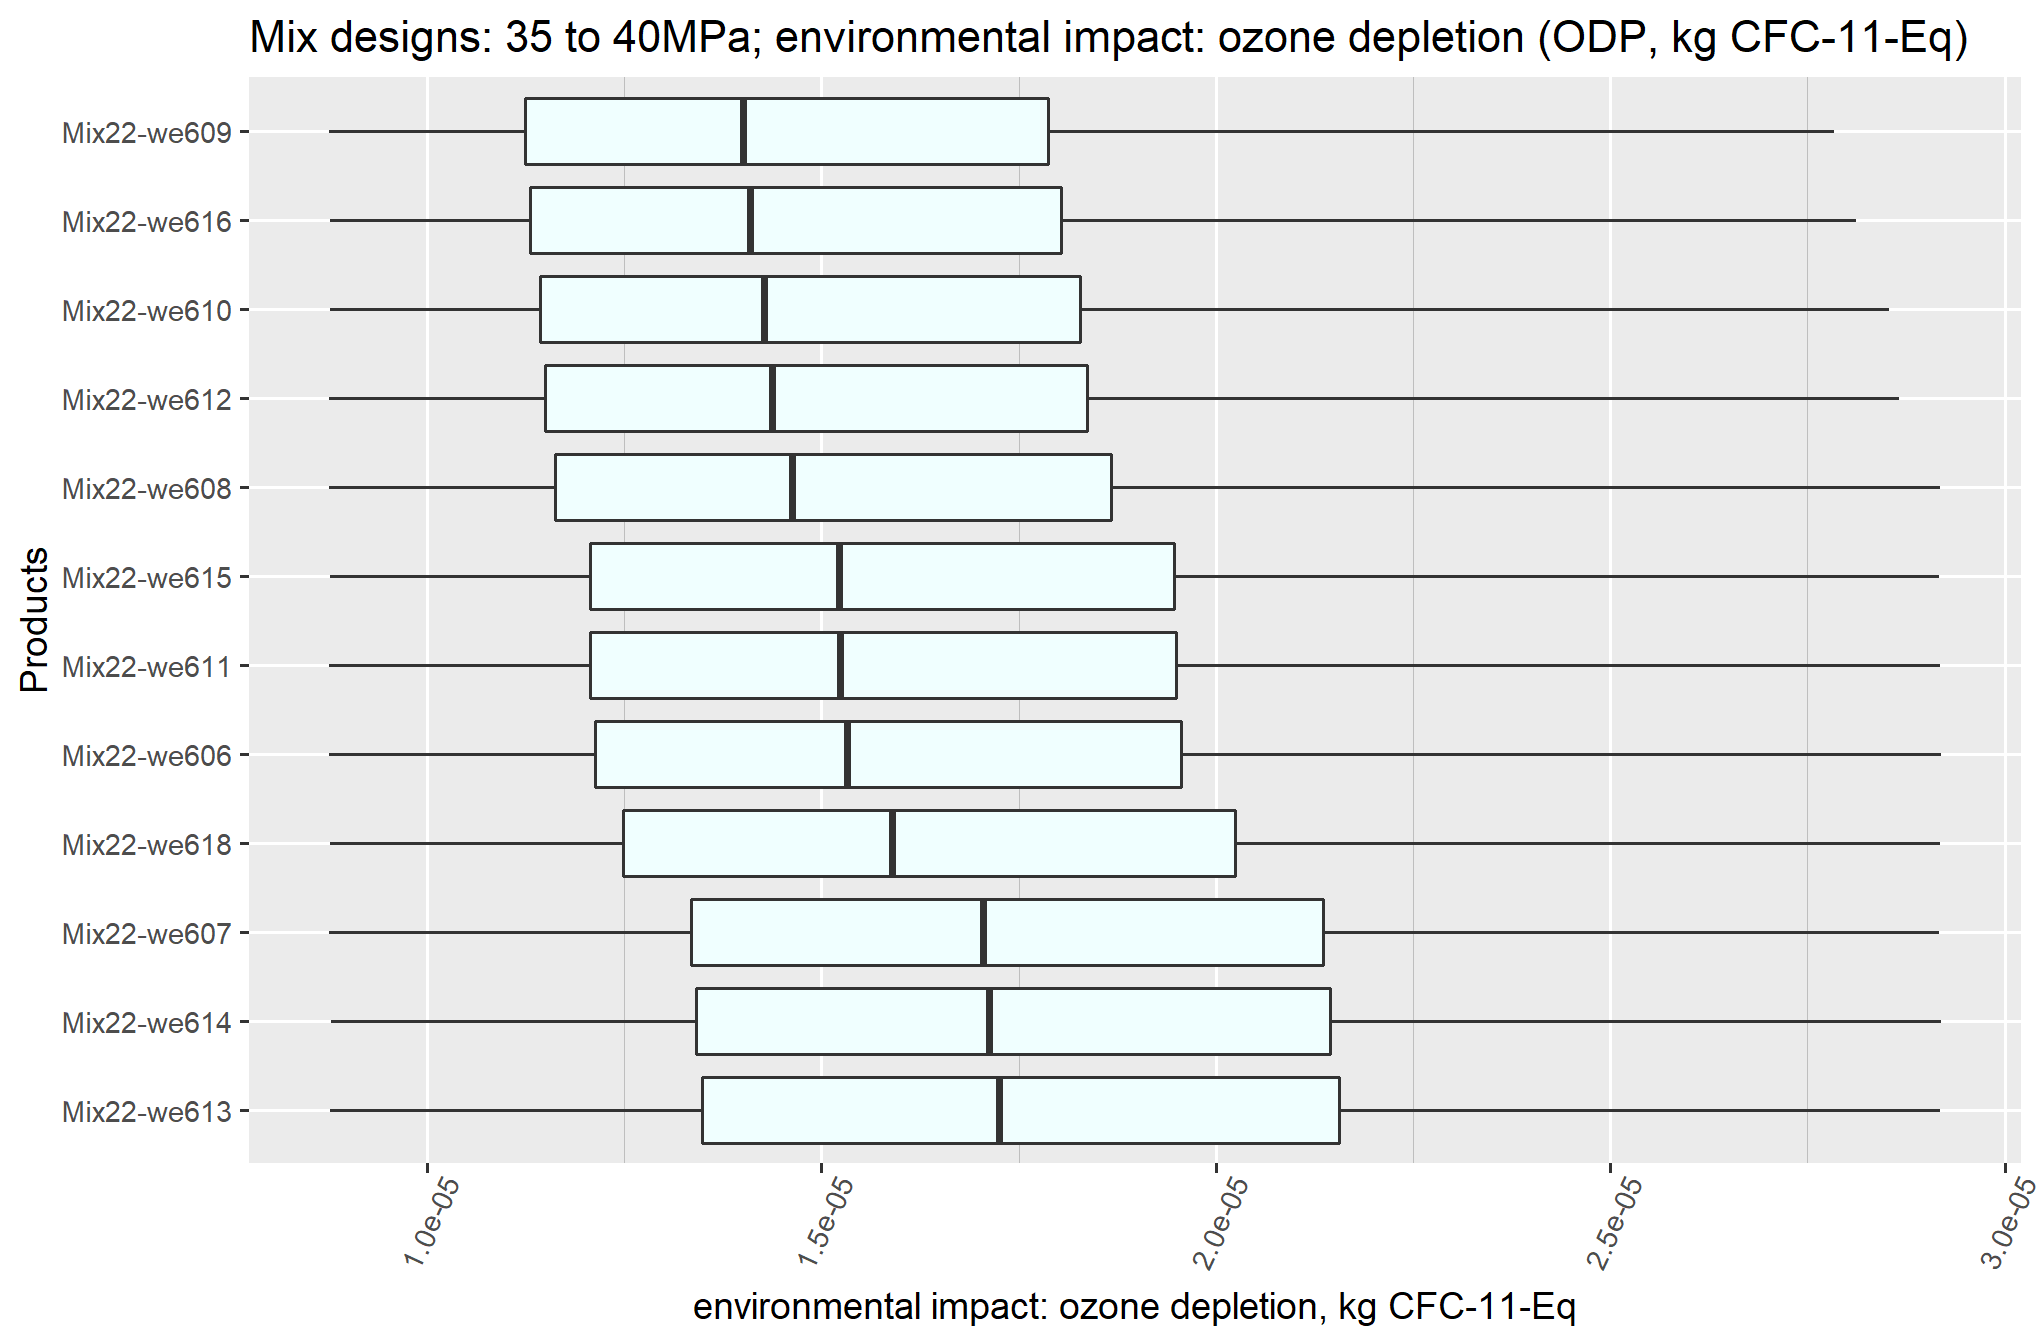 Mix designs: 35 to 40MPa; environmental impact: ozone depletion (ODP, kg CFC-11-Eq)
Products
Mix22-we609
Mix22-we616
Mix22-we610
Mix22-we612
Mix22-we608
Mix22-we615
Mix22-we611
Mix22-we606
Mix22-we618
Mix22-we607
Mix22-we614
Mix22-we613
1.0e-05
1.5e-05
2.0e-05
2.5e-05
3.0e-05
environmental impact: ozone depletion, kg CFC-11-Eq